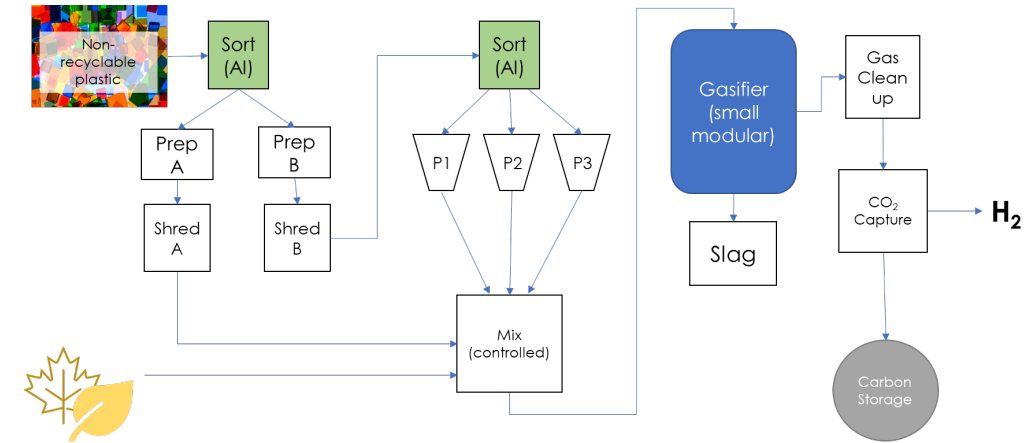 Non-
recyclable
plastic
Sort
(AI)
Sort
(AI)
Gasifier
(small
modular)
Gas
Clean
up
Prep
A
Prep
B
P1
P2
P3
Shred
A
Shred
B
CO₂
Capture
H₂
Slag
Mix
(controlled)
Carbon
Storage